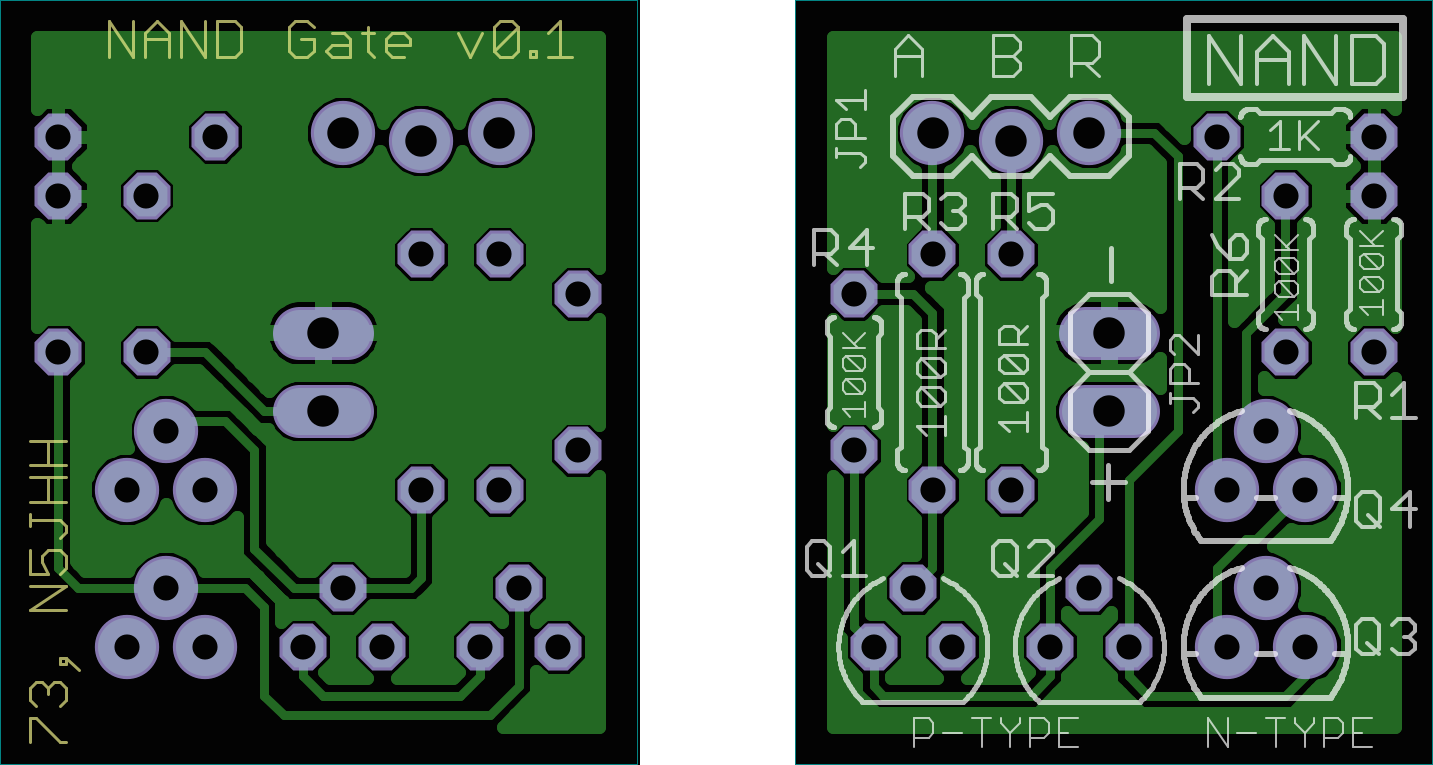 NAND Gate v0.1
73, N5JHH
A B R NAND
JP1
1K
R2
R3 R5
R4
R6
100K
100K
100K
100R
100R
-
JP2
R1
+
Q4
Q1
Q2
Q3
P-TYPE
N-TYPE